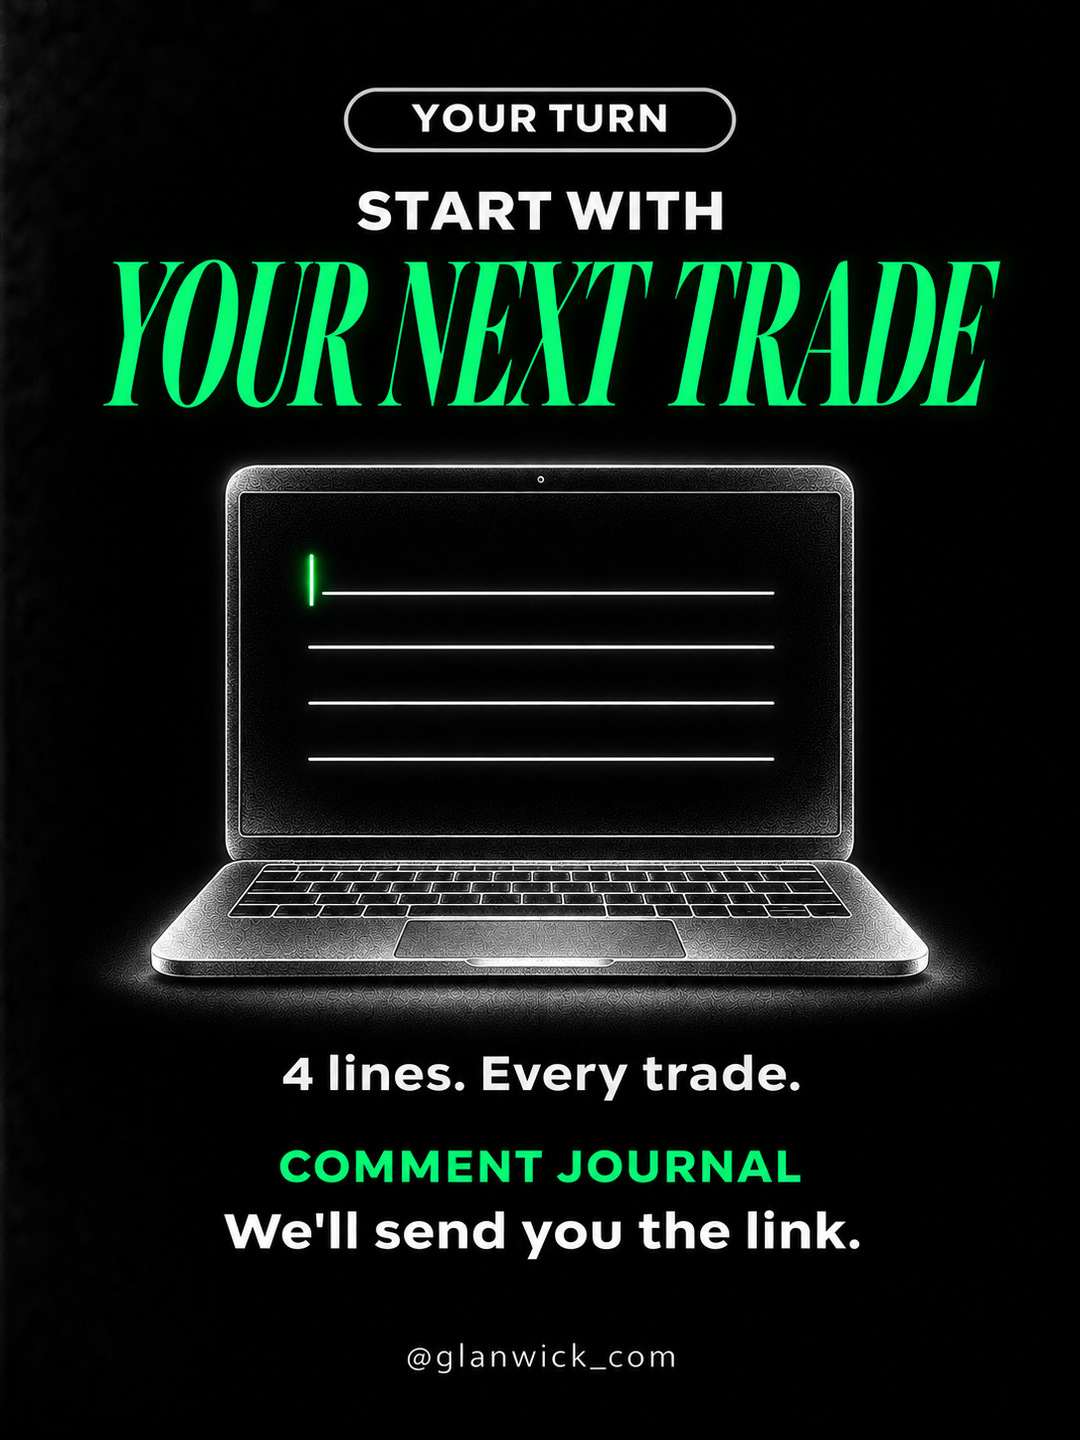 YOUR TURN
START WITH
YOUR NEXT TRADE
4 lines. Every trade.
COMMENT JOURNAL
We'll send you the link.
@glanwick_com